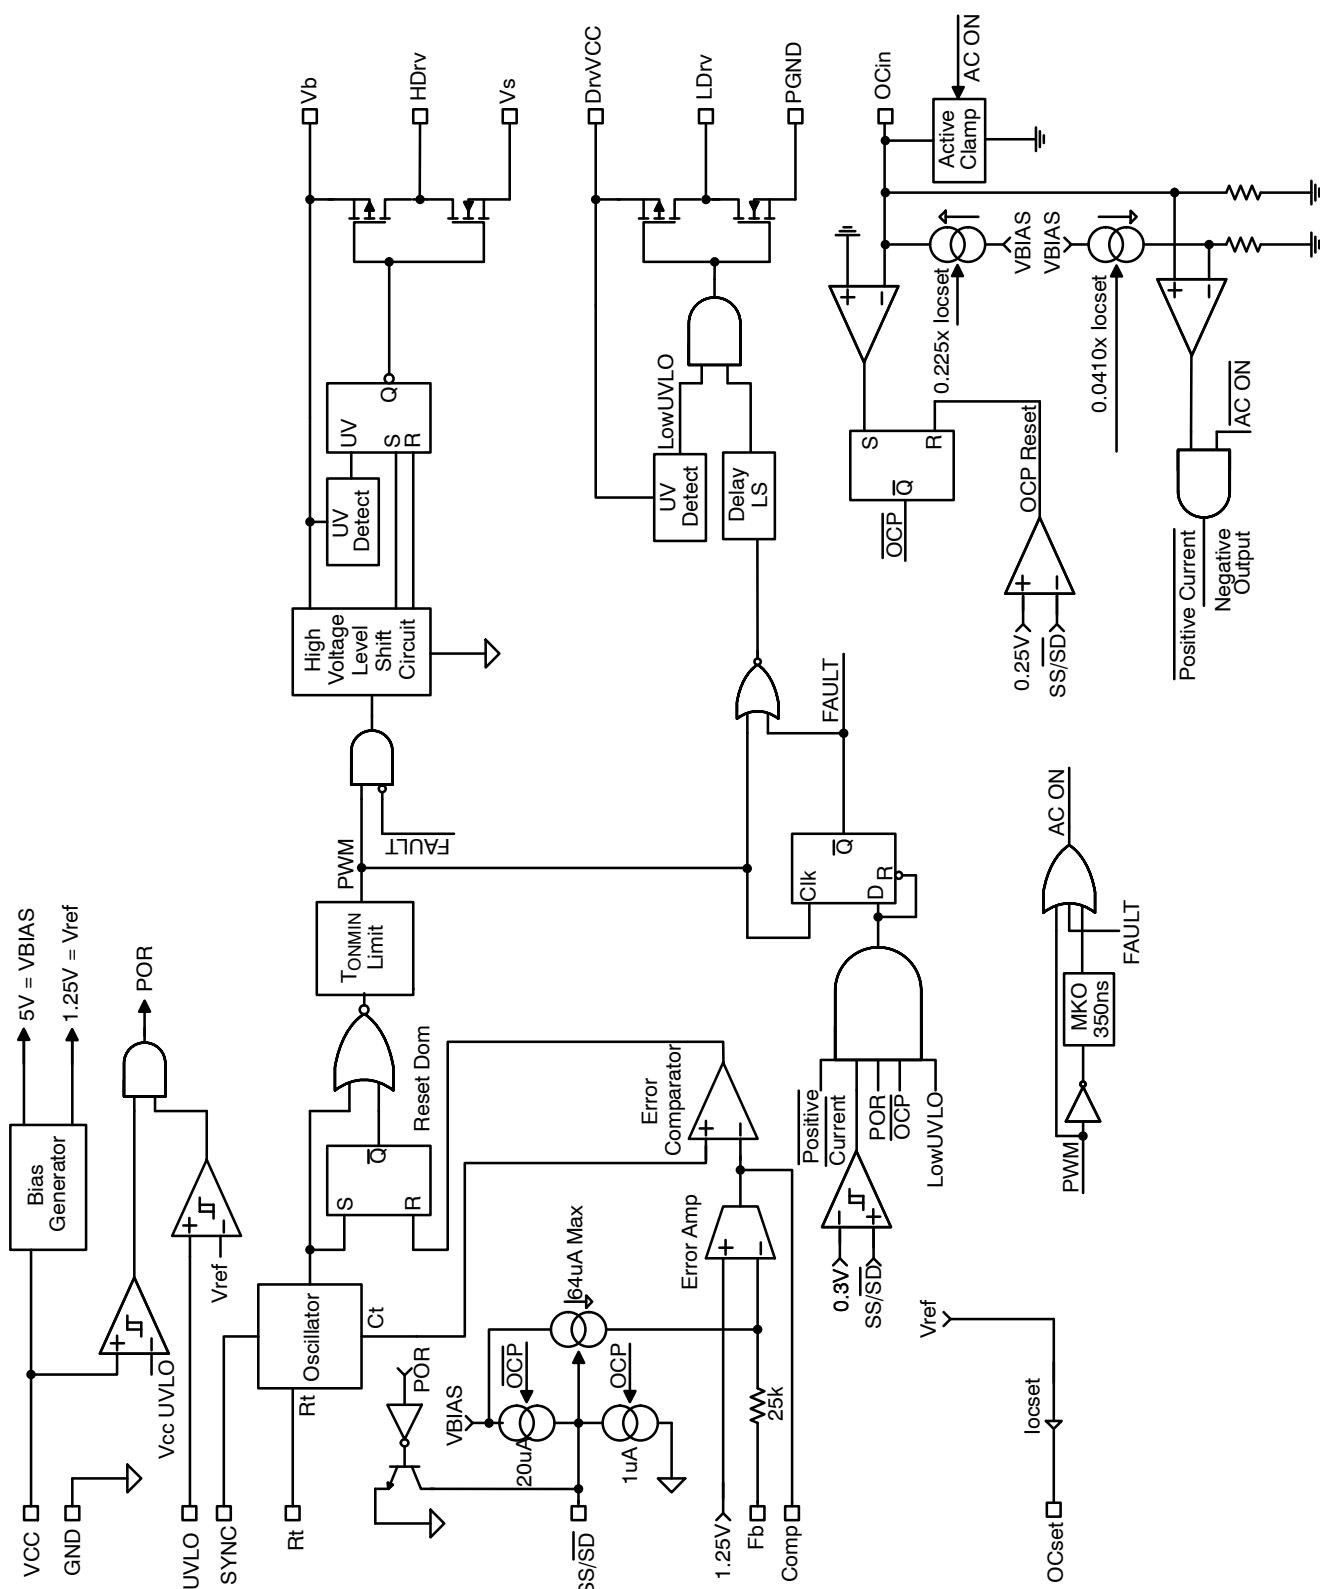 VCC
GND
UVLO
SYNC
Rt
SS/SD
1.25V
Fb
Comp
OCset
Bias
Generator
5V = VBIAS
1.25V = Vref
POR
Vcc UVLO
Vref
Oscillator
Rt
Ct
S
R
Q
Reset Dom
TONMIN
Limit
PWM
FAULT
High
Voltage
Level
Shift
Circuit
UV
Detect
UV
S
R
Q
Vb
HDrv
Vs
DrvVCC
LDrv
PGND
POR
VBIAS
OCP
20uA
64uA Max
OCP
1uA
25k
Error Amp
Error
Comparator
UV
Detect
LowUVLO
Delay
LS
FAULT
Clk
D
R
Q
Positive
Current
POR
OCP
LowUVLO
0.3V
SS/SD
OCin
Active
Clamp
AC ON
0.225x Iocset
VBIAS
VBIAS
0.0410x Iocset
S
R
Q
OCP
OCP Reset
0.25V
SS/SD
AC ON
Positive Current
Negative
Output
PWM
MKO
350ns
FAULT
AC ON
Vref
Iocset